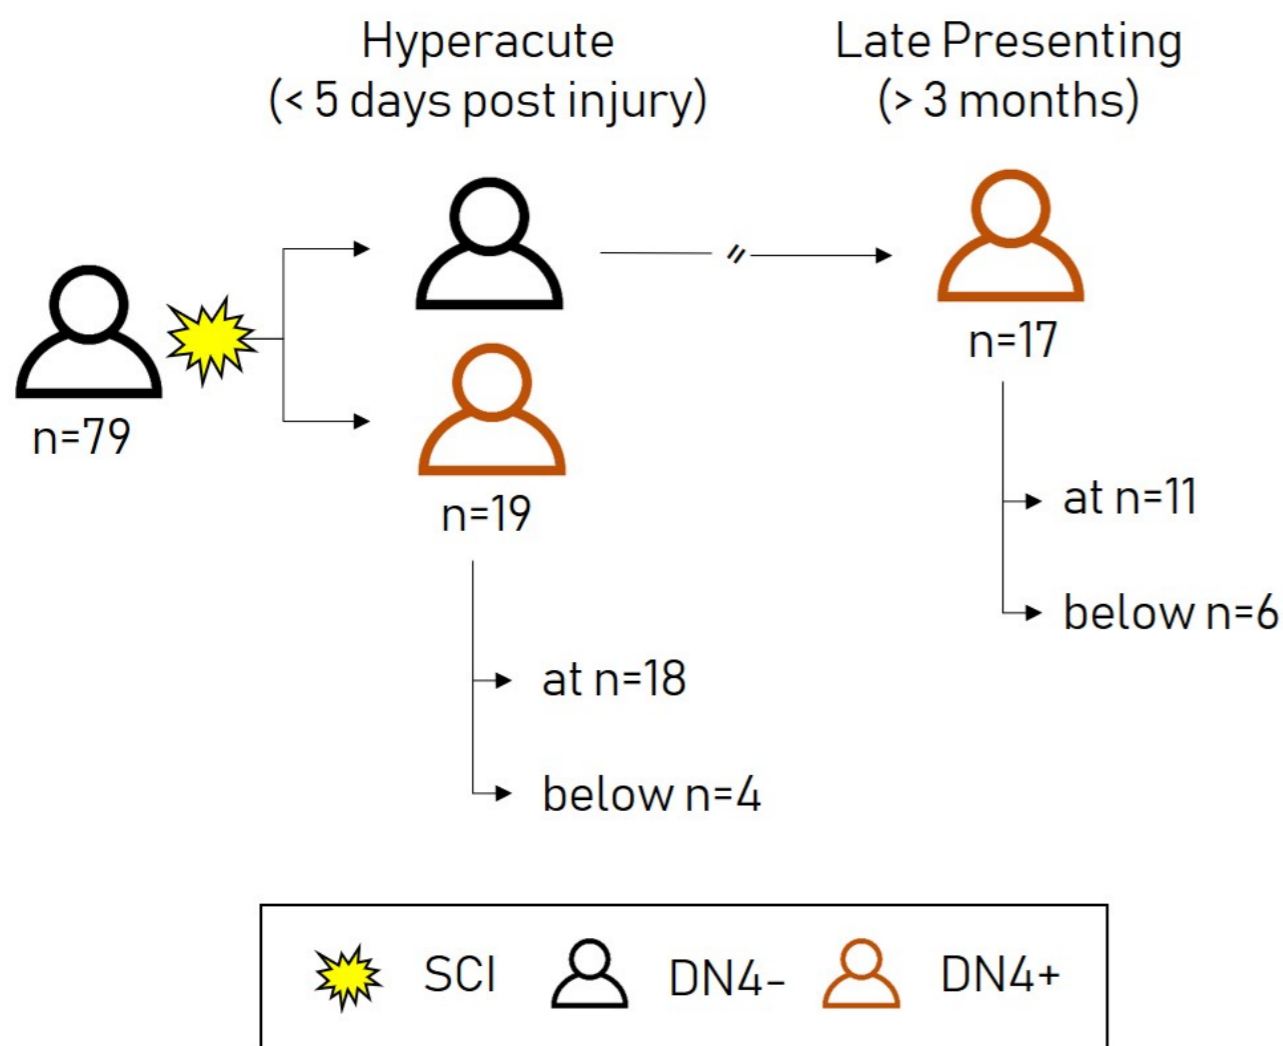 Hyperacute
(< 5 days post injury)
Late Presenting
(> 3 months)
n=79
n=19
n=17
at n=11
below n=6
at n=18
below n=4
SCI DN4- DN4+